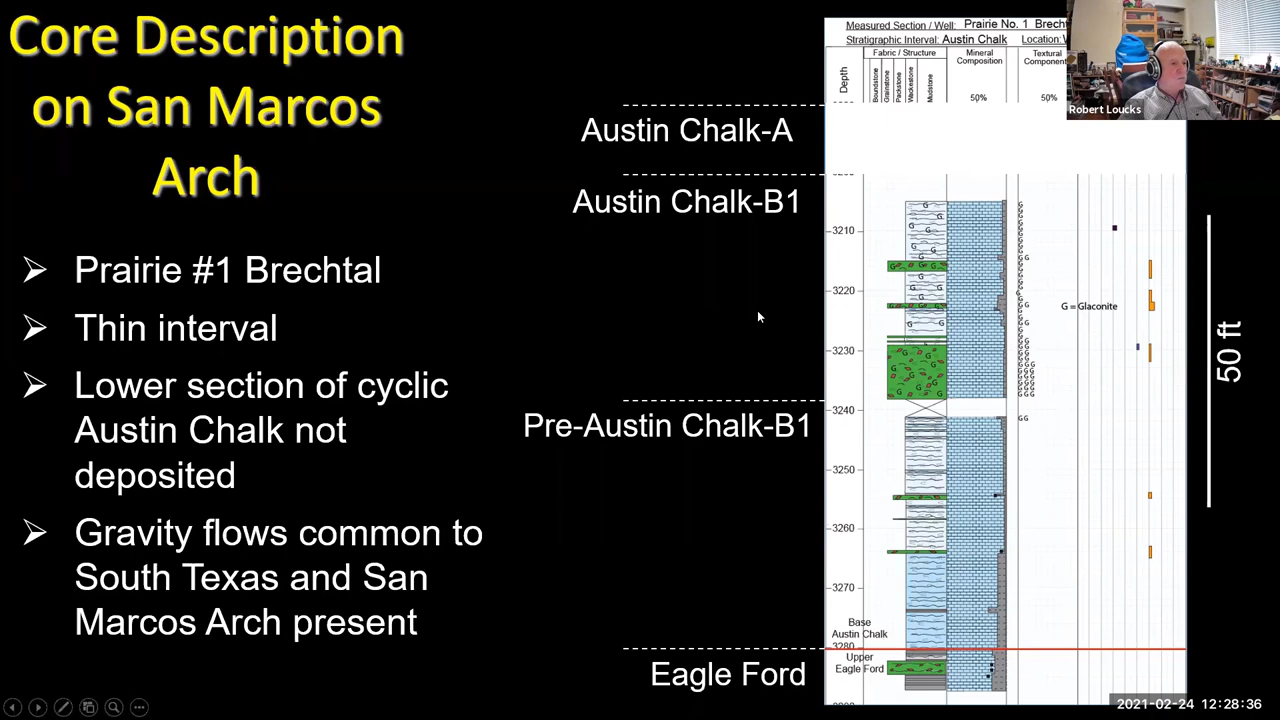 Core Description
on San Marcos
Arch
Prairie #1 Brechtal
Thin interval
Lower section of cyclic
Austin Chalk not
deposited
Gravity flows common to
South Texas and San
Marcos Arch present
Austin Chalk-A
Austin Chalk-B1
Pre-Austin Chalk-B1
Eagle Ford
Measured Section / Well: Prairie No. 1 Brecht
Stratigraphic Interval: Austin Chalk Location:
Depth
Fabric / Structure
Boundstone
Grainstone
Packstone
Wackestone
Mudstone
Mineral
Composition
50%
Textural
Component
50%
3210
3220
3230
3240
3250
3260
3270
3280
G = Glaconite
Base
Austin Chalk
Upper
Eagle Ford
50 ft
Robert Loucks
2021-02-24 12:28:36